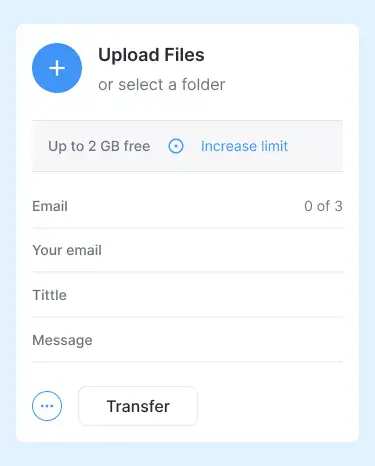 Upload Files
or select a folder
Up to 2 GB free Increase limit
Email 0 of 3
Your email
Tittle
Message
Transfer